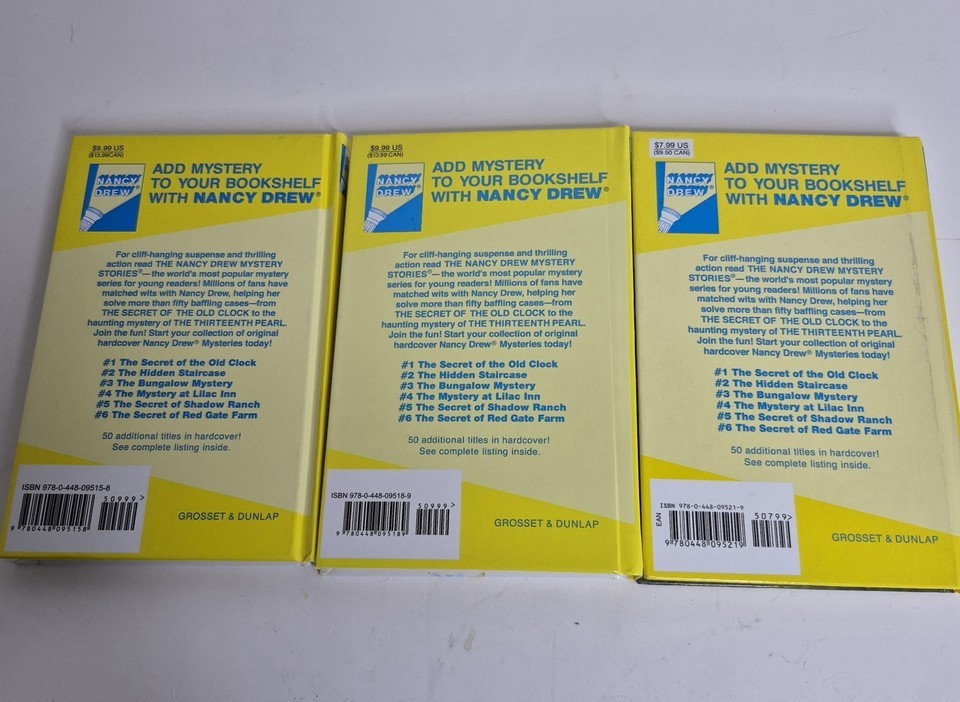 $9.99 US
($13.99CAN)
NANCY
DREW®
ADD MYSTERY
TO YOUR BOOKSHELF
WITH NANCY DREW®
For cliff-hanging suspense and thrilling
action read THE NANCY DREW MYSTERY
STORIES®—the world's most popular mystery
series for young readers! Millions of fans have
matched wits with Nancy Drew, helping her
solve more than fifty baffling cases—from
THE SECRET OF THE OLD CLOCK to the
haunting mystery of THE THIRTEENTH PEARL.
Join the fun! Start your collection of original
hardcover Nancy Drew® Mysteries today!
#1 The Secret of the Old Clock
#2 The Hidden Staircase
#3 The Bungalow Mystery
#4 The Mystery at Lilac Inn
#5 The Secret of Shadow Ranch
#6 The Secret of Red Gate Farm
50 additional titles in hardcover!
See complete listing inside.
ISBN 978-0-448-09515-8
50999>
9 780448 095158
GROSSET & DUNLAP
$9.99 US
($13.99 CAN)
NANCY
DREW®
ADD MYSTERY
TO YOUR BOOKSHELF
WITH NANCY DREW®
For cliff-hanging suspense and thrilling
action read THE NANCY DREW MYSTERY
STORIES®—the world's most popular mystery
series for young readers! Millions of fans have
matched wits with Nancy Drew, helping her
solve more than fifty baffling cases—from
THE SECRET OF THE OLD CLOCK to the
haunting mystery of THE THIRTEENTH PEARL.
Join the fun! Start your collection of original
hardcover Nancy Drew® Mysteries today!
#1 The Secret of the Old Clock
#2 The Hidden Staircase
#3 The Bungalow Mystery
#4 The Mystery at Lilac Inn
#5 The Secret of Shadow Ranch
#6 The Secret of Red Gate Farm
50 additional titles in hardcover!
See complete listing inside.
ISBN 978-0-448-09518-9
50999>
9 780448 095189
GROSSET & DUNLAP
$7.99 US
($9.50 CAN)
NANCY
DREW®
ADD MYSTERY
TO YOUR BOOKSHELF
WITH NANCY DREW®
For cliff-hanging suspense and thrilling
action read THE NANCY DREW MYSTERY
STORIES®—the world's most popular mystery
series for young readers! Millions of fans have
matched wits with Nancy Drew, helping her
solve more than fifty baffling cases—from
THE SECRET OF THE OLD CLOCK to the
haunting mystery of THE THIRTEENTH PEARL.
Join the fun! Start your collection of original
hardcover Nancy Drew® Mysteries today!
#1 The Secret of the Old Clock
#2 The Hidden Staircase
#3 The Bungalow Mystery
#4 The Mystery at Lilac Inn
#5 The Secret of Shadow Ranch
#6 The Secret of Red Gate Farm
50 additional titles in hardcover!
See complete listing inside.
ISBN 978-0-448-09521-9
50799>
EAN
9 780448 095219
GROSSET & DUNLAP